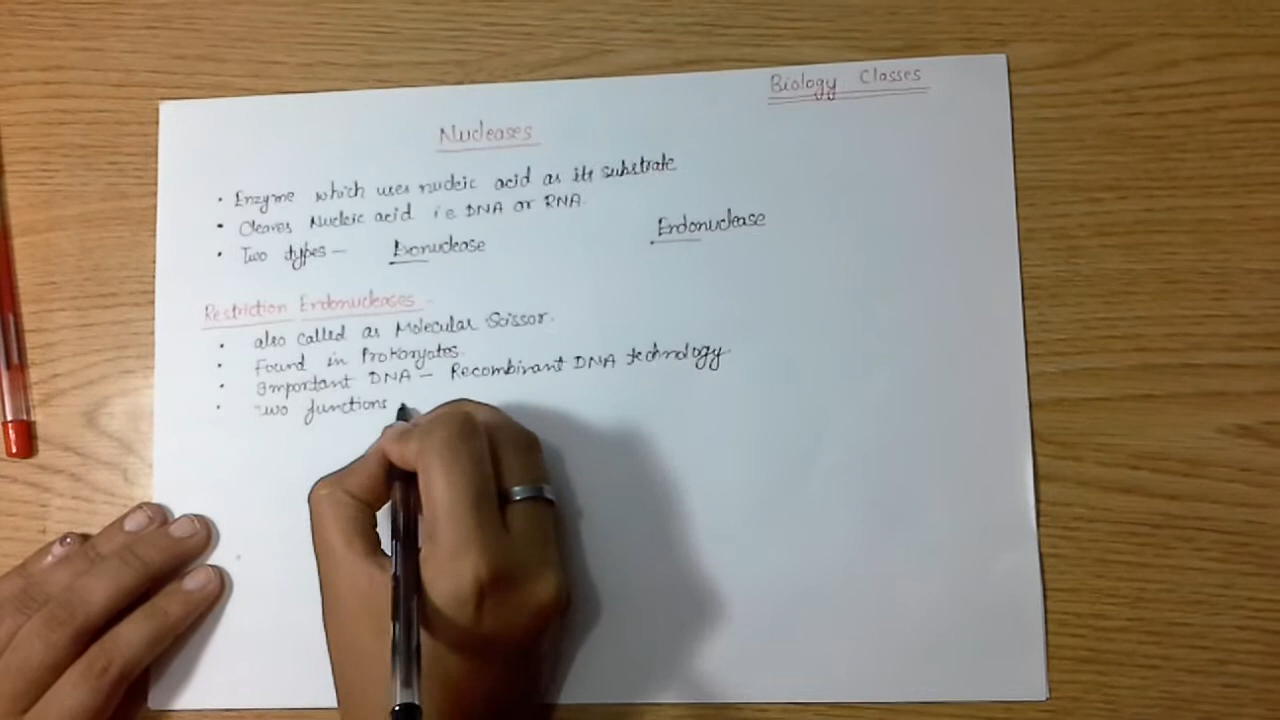 Biology Classes
Nucleases
• Enzyme which uses nucleic acid as its substrate
• Cleaves Nucleic acid i.e DNA or RNA.
• Two types – Exonuclease Endonuclease
Restriction Endonucleases -
• also called as Molecular Scissor.
• Found in Prokaryotes.
• Important DNA – Recombinant DNA technology.
• Two functions